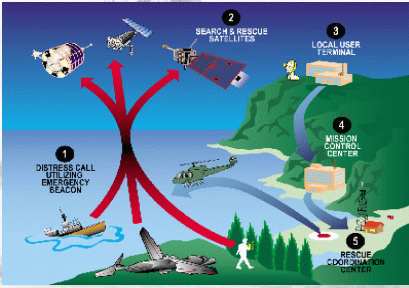 1
DISTRESS CALL
UTILIZING
EMERGENCY
BEACON
2
SEARCH & RESCUE
SATELLITES
3
LOCAL USER
TERMINAL
4
MISSION
CONTROL
CENTER
5
RESCUE
COORDINATION
CENTER